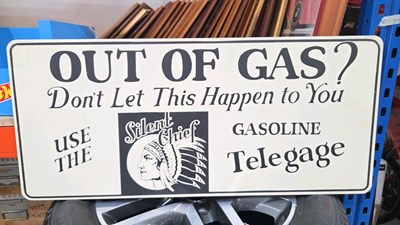 OUT OF GAS?
Don't Let This Happen to You
USE THE
Silent Chief
GASOLINE
Telegage